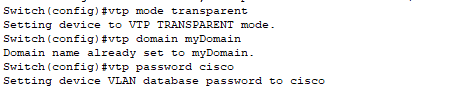 Switch(config)#vtp mode transparent
Setting device to VTP TRANSPARENT mode.
Switch(config)#vtp domain myDomain
Domain name already set to myDomain.
Switch(config)#vtp password cisco
Setting device VLAN database password to cisco